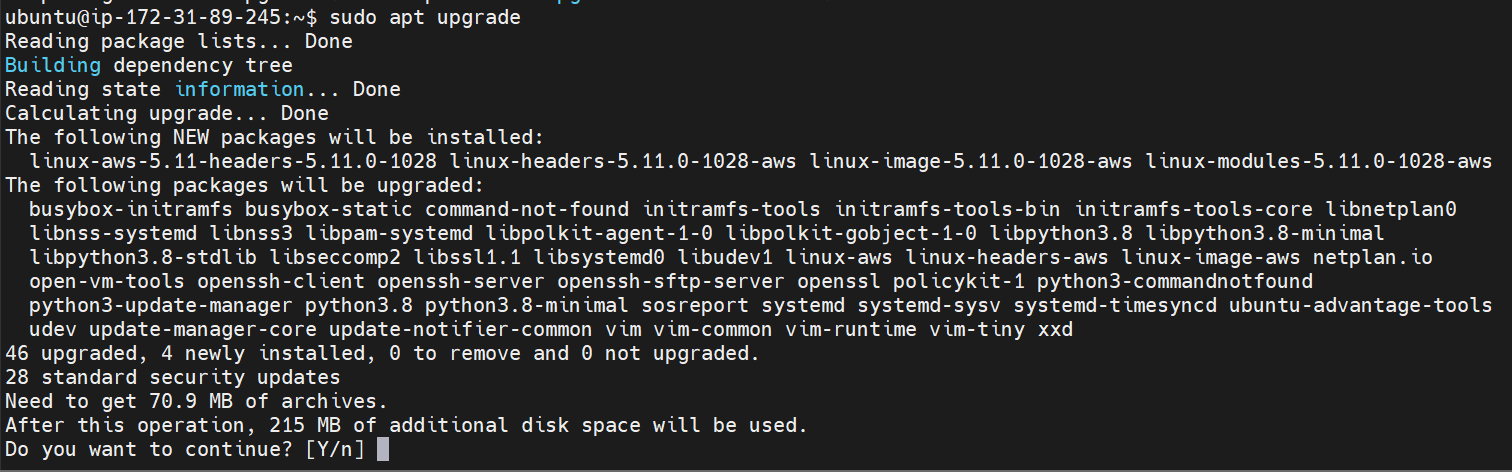 ubuntu@ip-172-31-89-245:~$ sudo apt upgrade
Reading package lists... Done
Building dependency tree
Reading state information... Done
Calculating upgrade... Done
The following NEW packages will be installed:
  linux-aws-5.11-headers-5.11.0-1028 linux-headers-5.11.0-1028-aws linux-image-5.11.0-1028-aws linux-modules-5.11.0-1028-aws
The following packages will be upgraded:
  busybox-initramfs busybox-static command-not-found initramfs-tools initramfs-tools-bin initramfs-tools-core libnetplan0
  libnss-systemd libnss3 libpam-systemd libpolkit-agent-1-0 libpolkit-gobject-1-0 libpython3.8 libpython3.8-minimal
  libpython3.8-stdlib libseccomp2 libssl1.1 libsystemd0 libudev1 linux-aws linux-headers-aws linux-image-aws netplan.io
  open-vm-tools openssh-client openssh-server openssh-sftp-server openssl policykit-1 python3-commandnotfound
  python3-update-manager python3.8 python3.8-minimal sosreport systemd systemd-sysv systemd-timesyncd ubuntu-advantage-tools
  udev update-manager-core update-notifier-common vim vim-common vim-runtime vim-tiny xxd
46 upgraded, 4 newly installed, 0 to remove and 0 not upgraded.
28 standard security updates
Need to get 70.9 MB of archives.
After this operation, 215 MB of additional disk space will be used.
Do you want to continue? [Y/n]